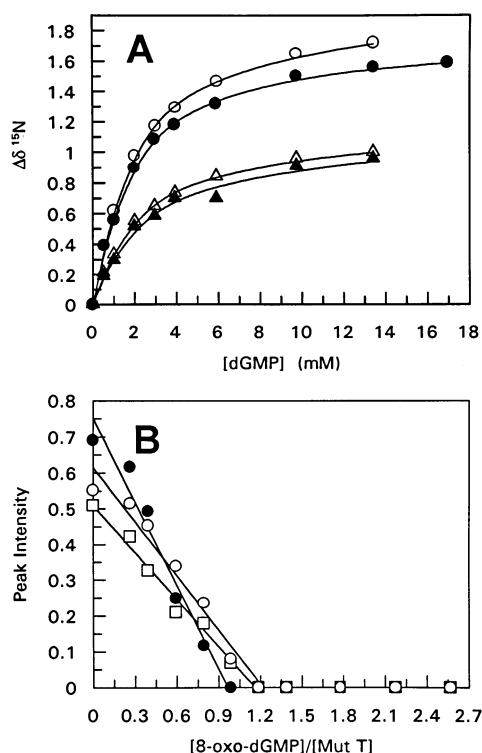 A
Δδ ¹⁵N
1.8
1.6
1.4
1.2
1
0.8
0.6
0.4
0.2
0
0 2 4 6 8 10 12 14 16 18
[dGMP] (mM)
B
Peak Intensity
0.8
0.7
0.6
0.5
0.4
0.3
0.2
0.1
0
0 0.3 0.6 0.9 1.2 1.5 1.8 2.1 2.4 2.7
[8-oxo-dGMP]/[Mut T]